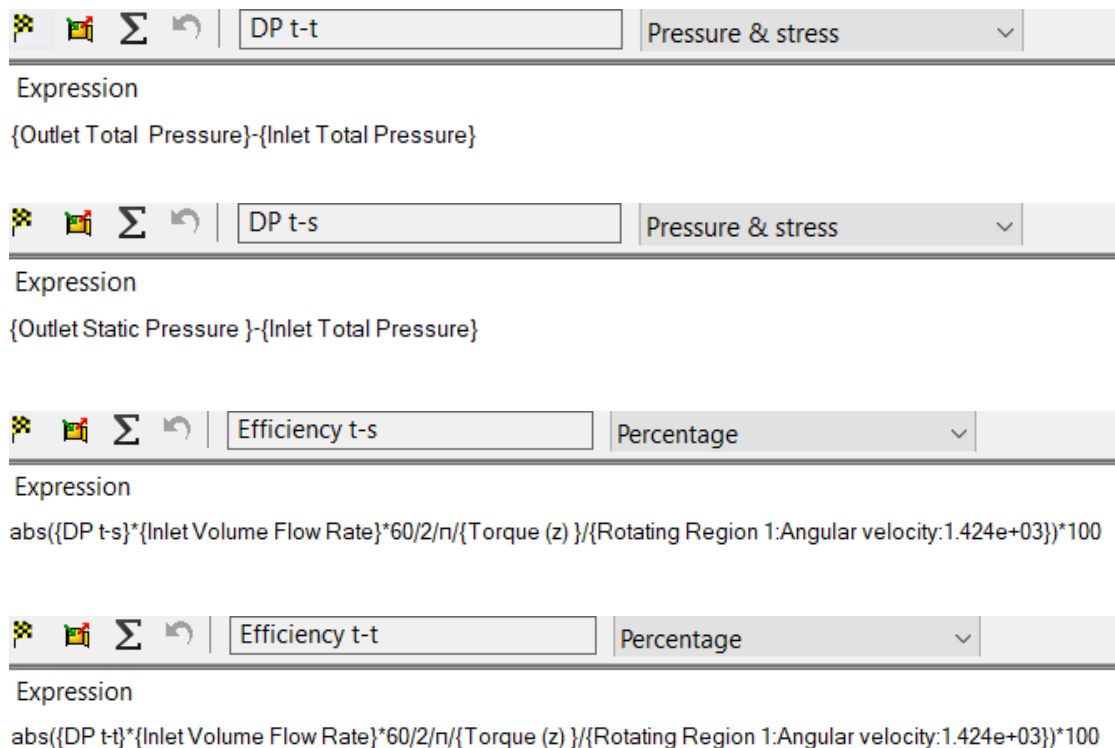 DP t-t Pressure & stress
Expression
{Outlet Total Pressure}-{Inlet Total Pressure}
DP t-s Pressure & stress
Expression
{Outlet Static Pressure }-{Inlet Total Pressure}
Efficiency t-s Percentage
Expression
abs({DP t-s}*{Inlet Volume Flow Rate}*60/2/π/{Torque (z) }/{Rotating Region 1:Angular velocity:1.424e+03})*100
Efficiency t-t Percentage
Expression
abs({DP t-t}*{Inlet Volume Flow Rate}*60/2/π/{Torque (z) }/{Rotating Region 1:Angular velocity:1.424e+03})*100